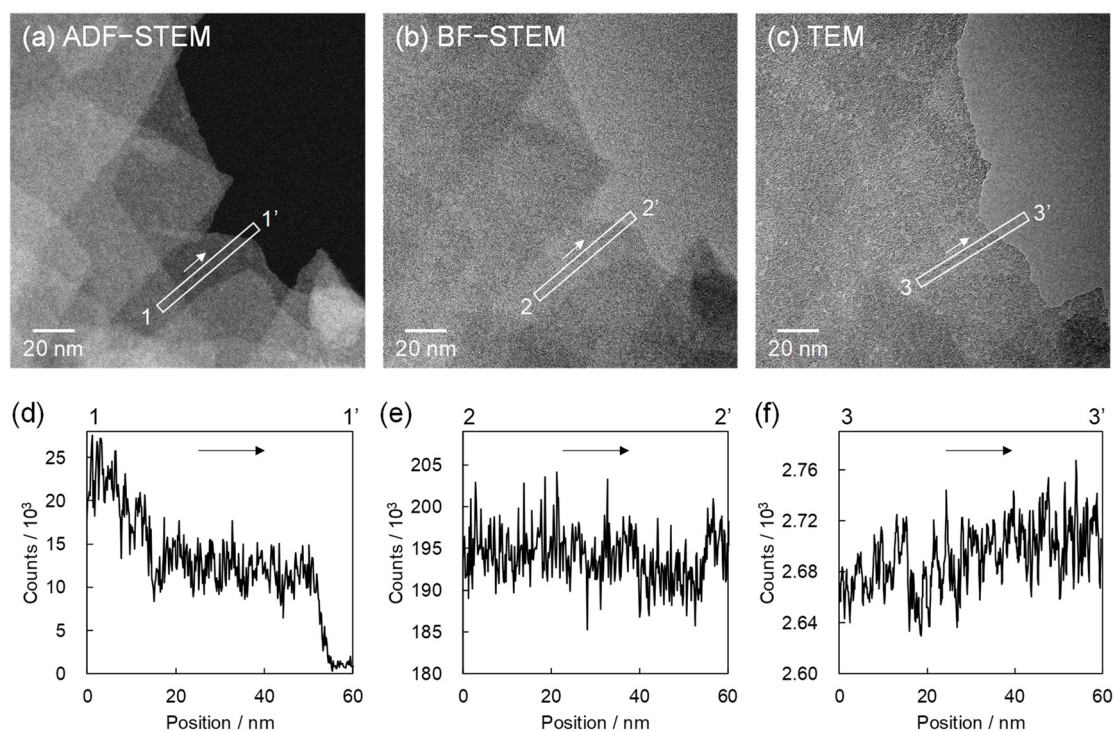 (a) ADF−STEM
1
1’
20 nm
(b) BF−STEM
2
2’
20 nm
(c) TEM
3
3’
20 nm
(d)
1
1’
25
20
15
10
5
0
Counts / 10³
0
20
40
60
Position / nm
(e)
2
2’
205
200
195
190
185
180
Counts / 10³
0
20
40
60
Position / nm
(f)
3
3’
2.76
2.72
2.68
2.64
2.60
Counts / 10³
0
20
40
60
Position / nm